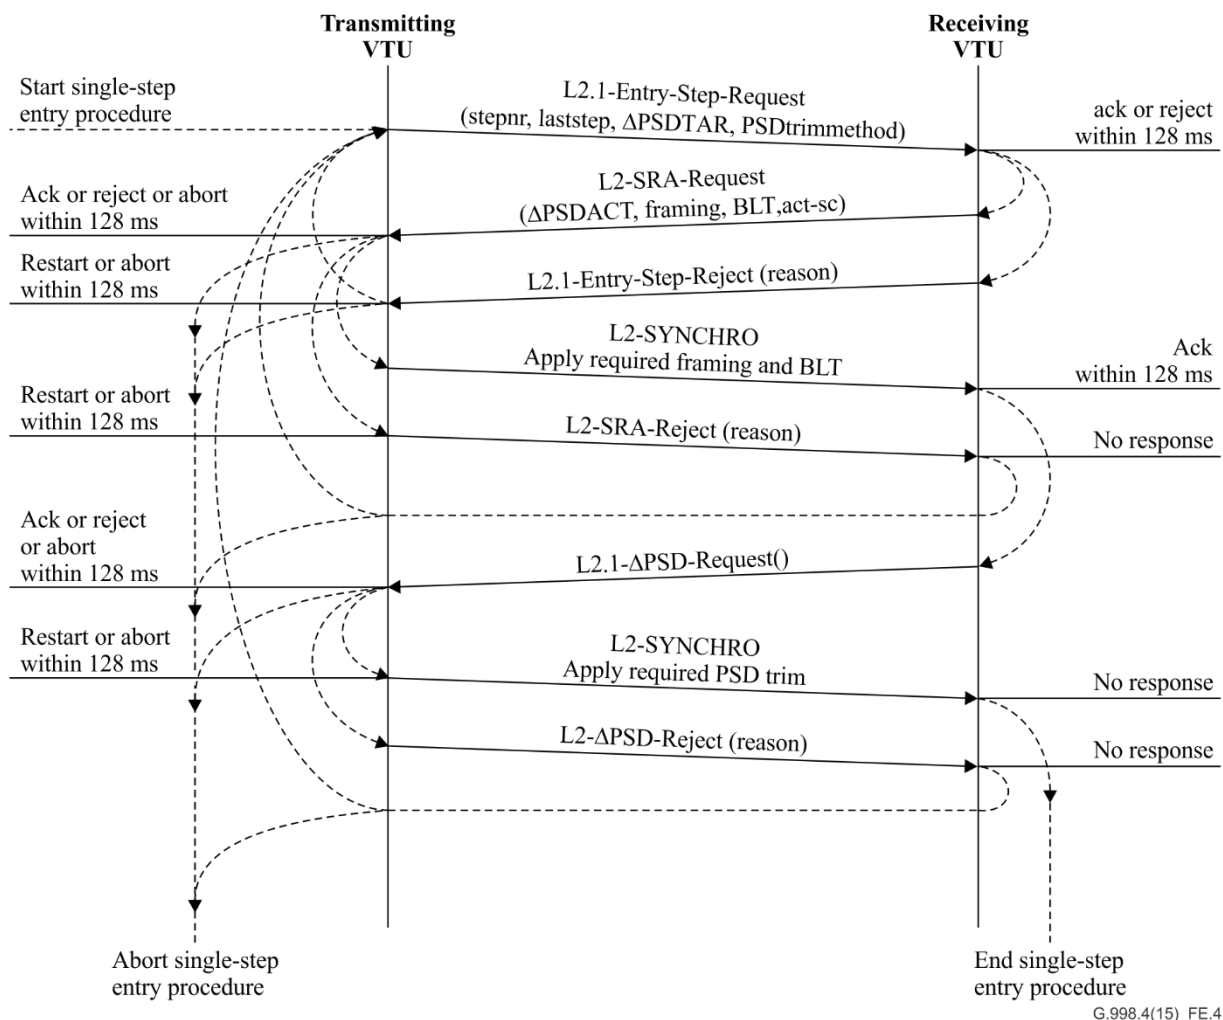 Transmitting
VTU
Receiving
VTU
Start single-step
entry procedure
L2.1-Entry-Step-Request
(stepnr, laststep, ΔPSDTAR, PSDtrimmethod)
ack or reject
within 128 ms
L2-SRA-Request
(ΔPSDACT, framing, BLT,act-sc)
Ack or reject or abort
within 128 ms
Restart or abort
within 128 ms
L2.1-Entry-Step-Reject (reason)
L2-SYNCHRO
Apply required framing and BLT
Ack
within 128 ms
Restart or abort
within 128 ms
L2-SRA-Reject (reason)
No response
Ack or reject
or abort
within 128 ms
L2.1-ΔPSD-Request()
Restart or abort
within 128 ms
L2-SYNCHRO
Apply required PSD trim
No response
L2-ΔPSD-Reject (reason)
No response
Abort single-step
entry procedure
End single-step
entry procedure
G.998.4(15)_FE.4